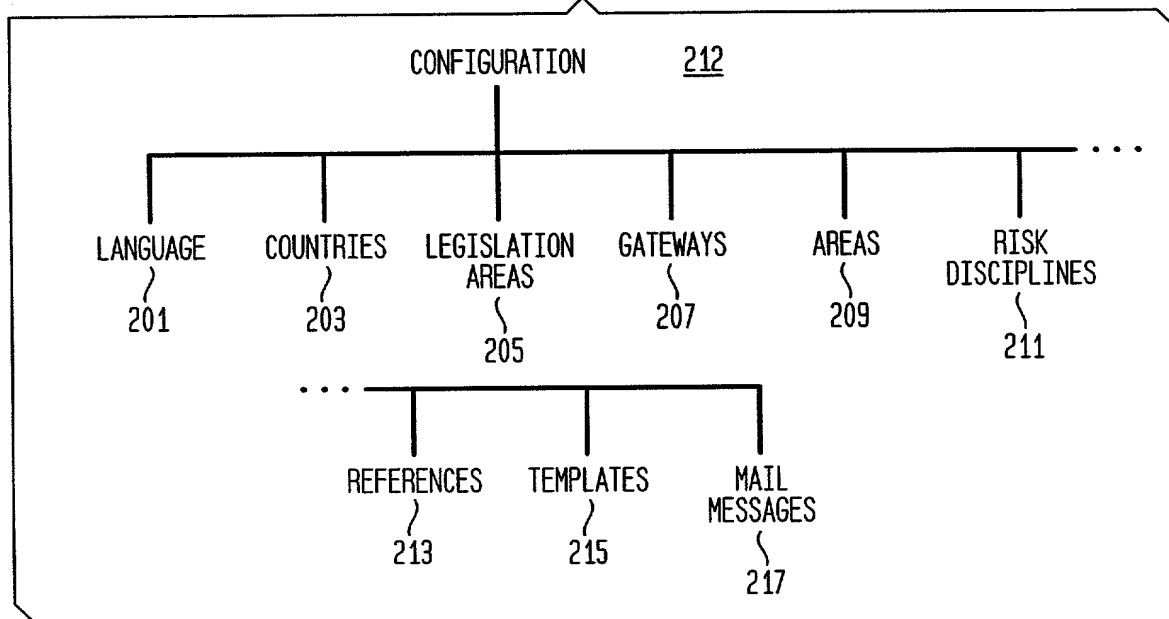 CONFIGURATION 212
. . .
LANGUAGE COUNTRIES LEGISLATION AREAS GATEWAYS AREAS RISK DISCIPLINES
201 203 205 207 209 211
. . .
REFERENCES TEMPLATES MAIL MESSAGES
213 215 217